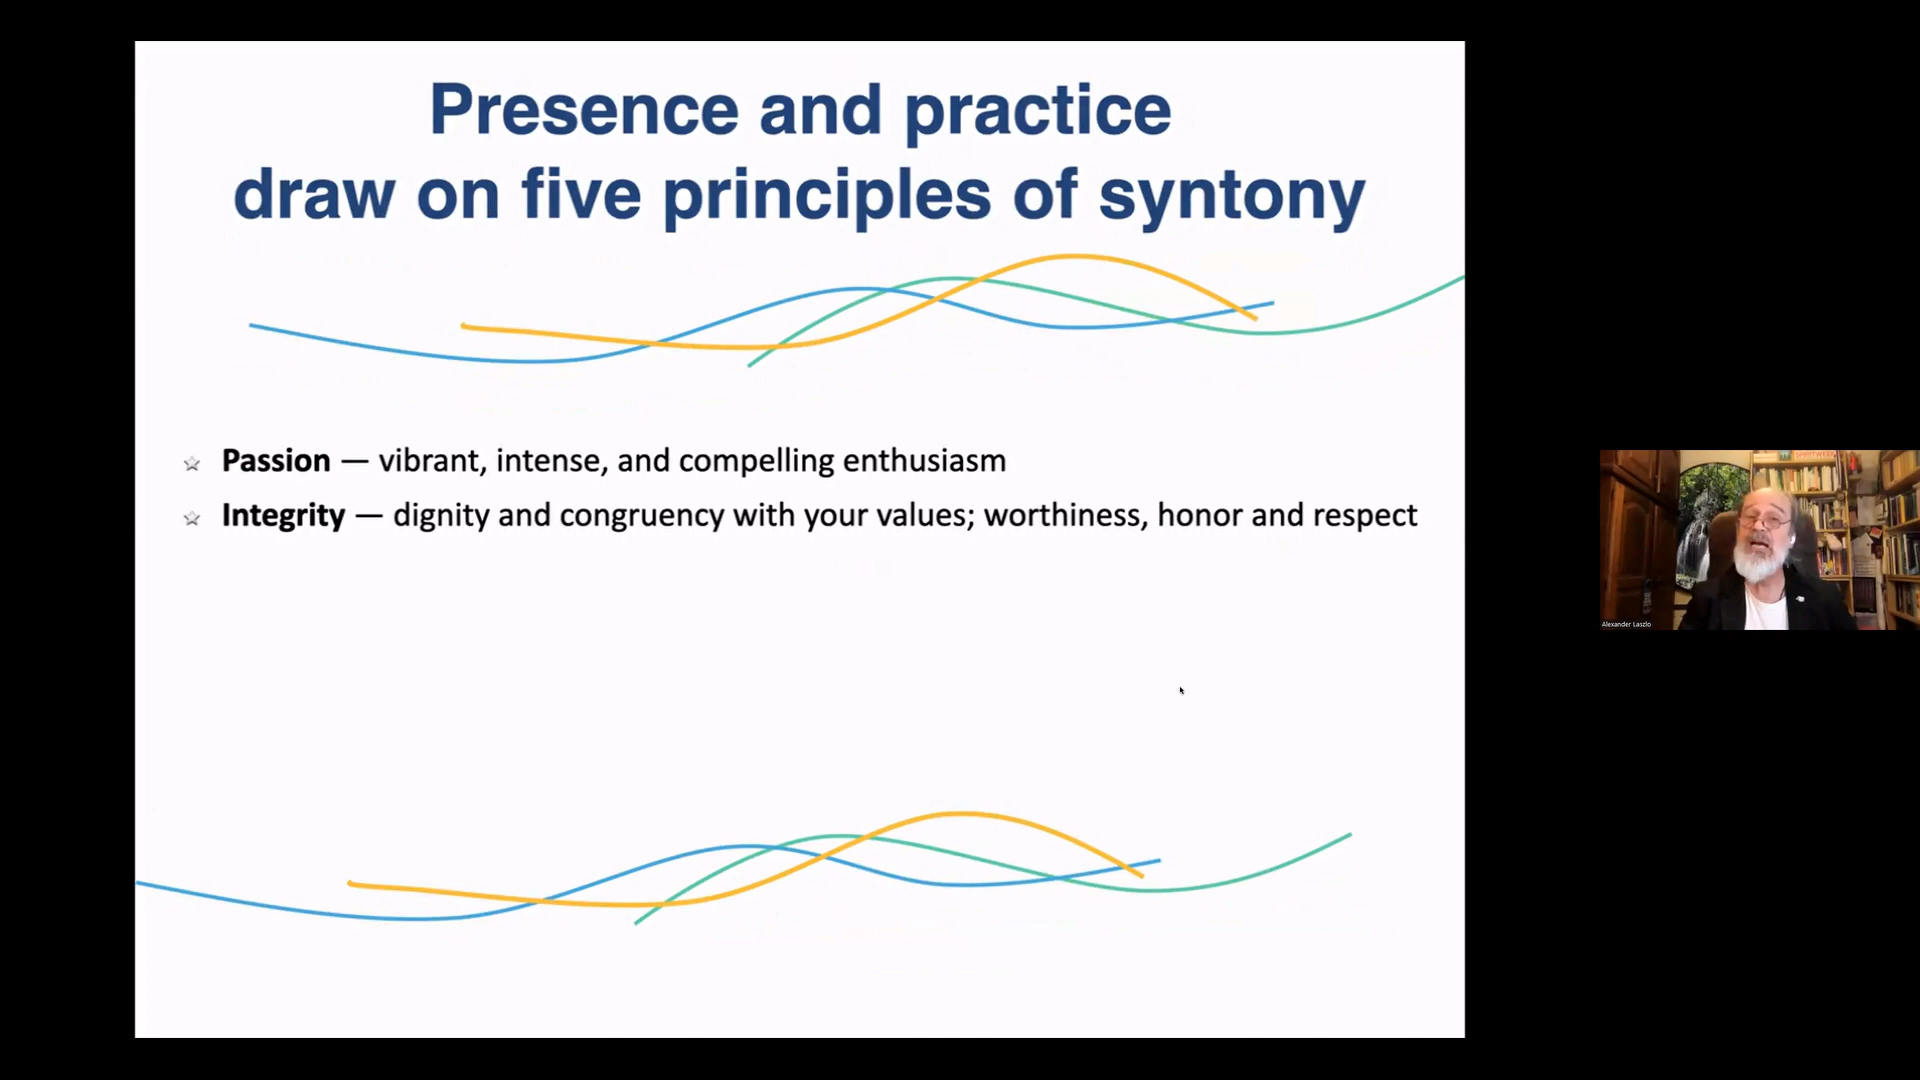 Presence and practice
draw on five principles of syntony
Passion — vibrant, intense, and compelling enthusiasm
Integrity — dignity and congruency with your values; worthiness, honor and respect
Alexander Laszlo